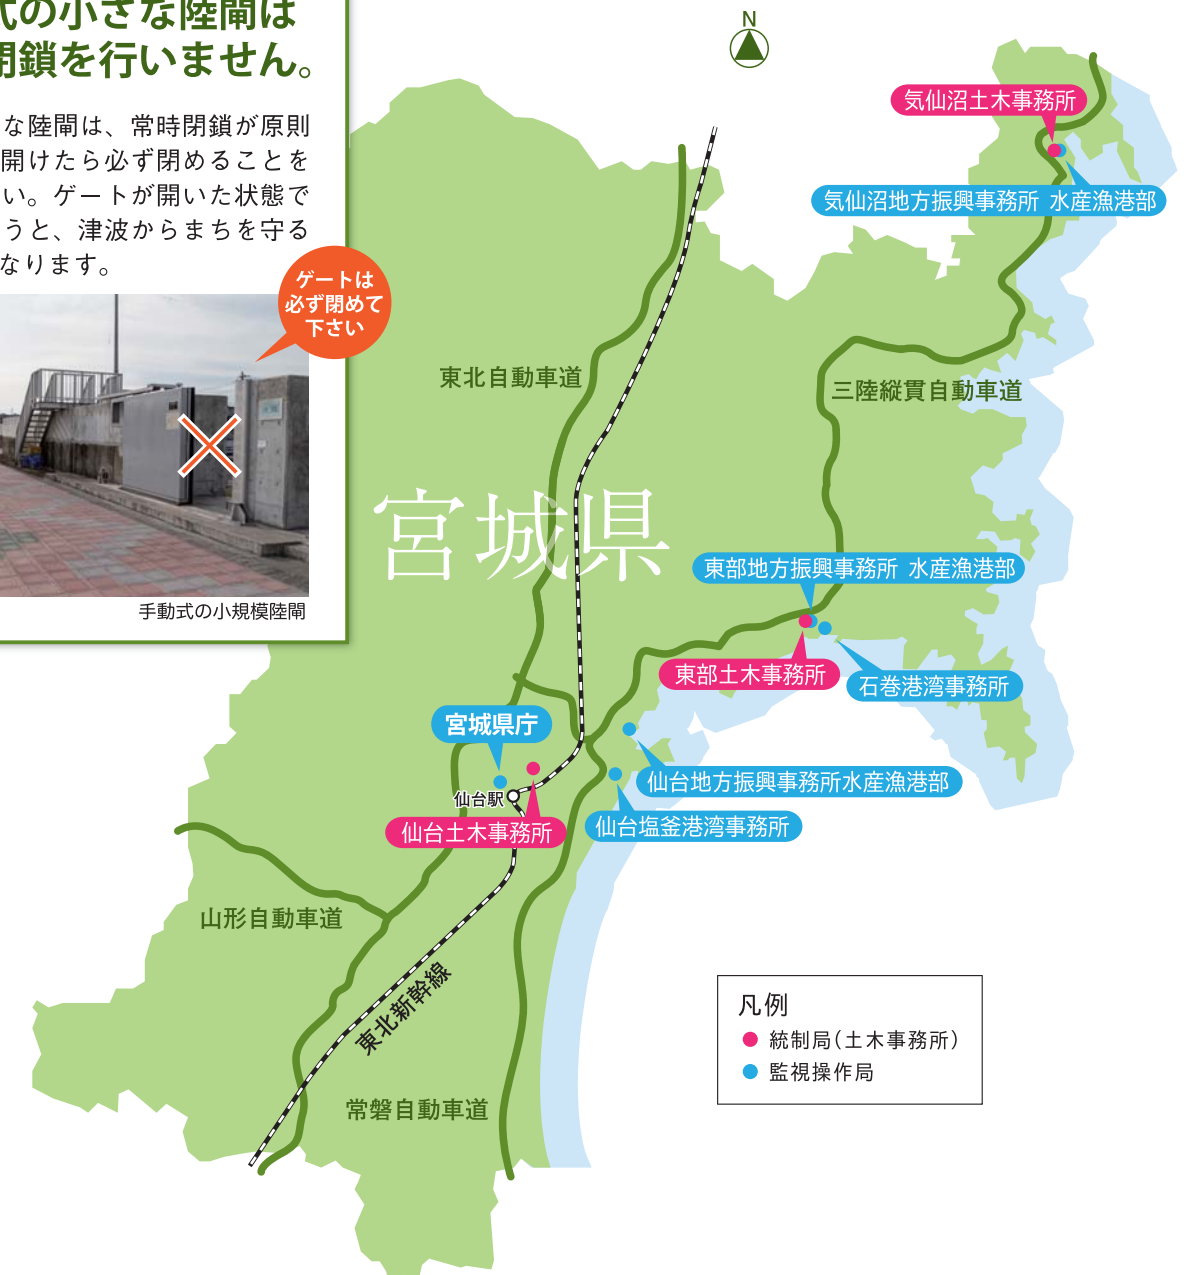 式の小さな陸閘は
閉鎖を行いません。
な陸閘は、常時閉鎖が原則
開けたら必ず閉めることを
い。ゲートが開いた状態で
うと、津波からまちを守る
なります。
ゲートは
必ず閉めて
下さい
手動式の小規模陸閘
N
気仙沼土木事務所
気仙沼地方振興事務所 水産漁港部
東北自動車道
三陸縦貫自動車道
宮城県
東部地方振興事務所 水産漁港部
東部土木事務所
石巻港湾事務所
宮城県庁
仙台地方振興事務所水産漁港部
仙台駅
仙台塩釜港湾事務所
仙台土木事務所
山形自動車道
東北新幹線
常磐自動車道
凡例
統制局(土木事務所)
監視操作局